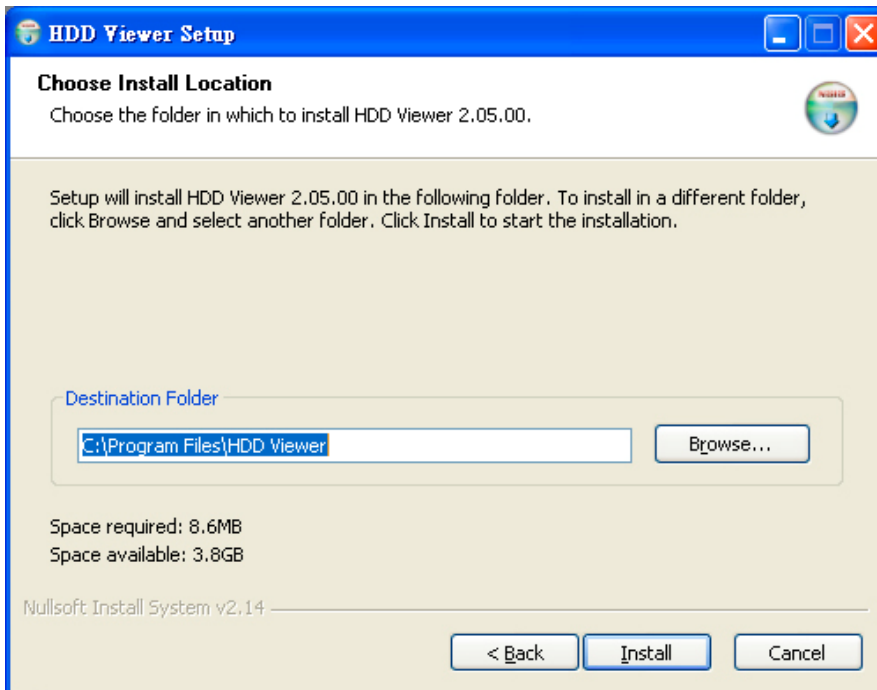 HDD Viewer Setup
Choose Install Location
Choose the folder in which to install HDD Viewer 2.05.00.
Setup will install HDD Viewer 2.05.00 in the following folder. To install in a different folder,
click Browse and select another folder. Click Install to start the installation.
Destination Folder
C:\Program Files\HDD Viewer
Browse...
Space required: 8.6MB
Space available: 3.8GB
Nullsoft Install System v2.14
< Back
Install
Cancel